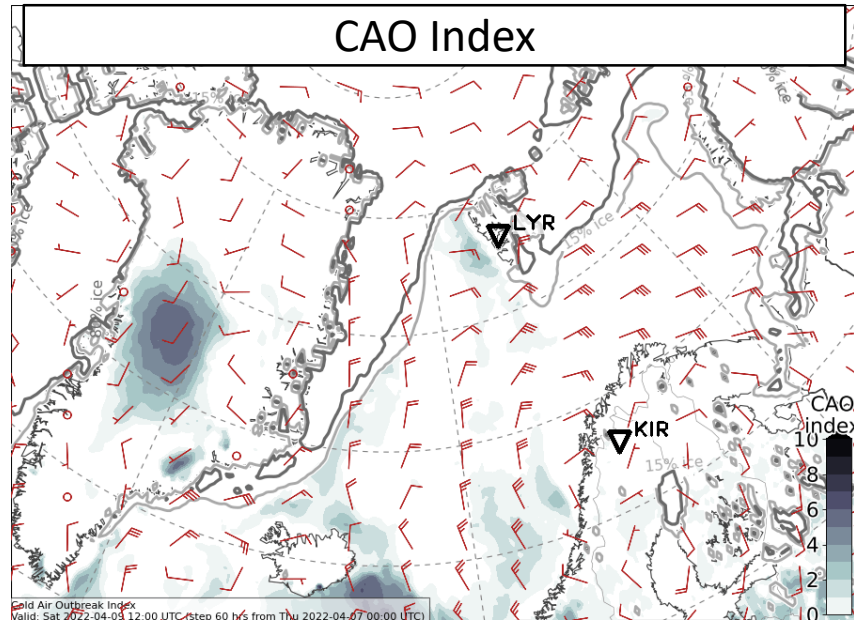 CAO Index
15% ice
LYR
15% ice
KIR
15% ice
CAO
index
10
8
6
4
2
0
Cold Air Outbreak Index
Valid: Sat 2022-04-09 12:00 UTC (step 60 hrs from Thu 2022-04-07 00:00 UTC)